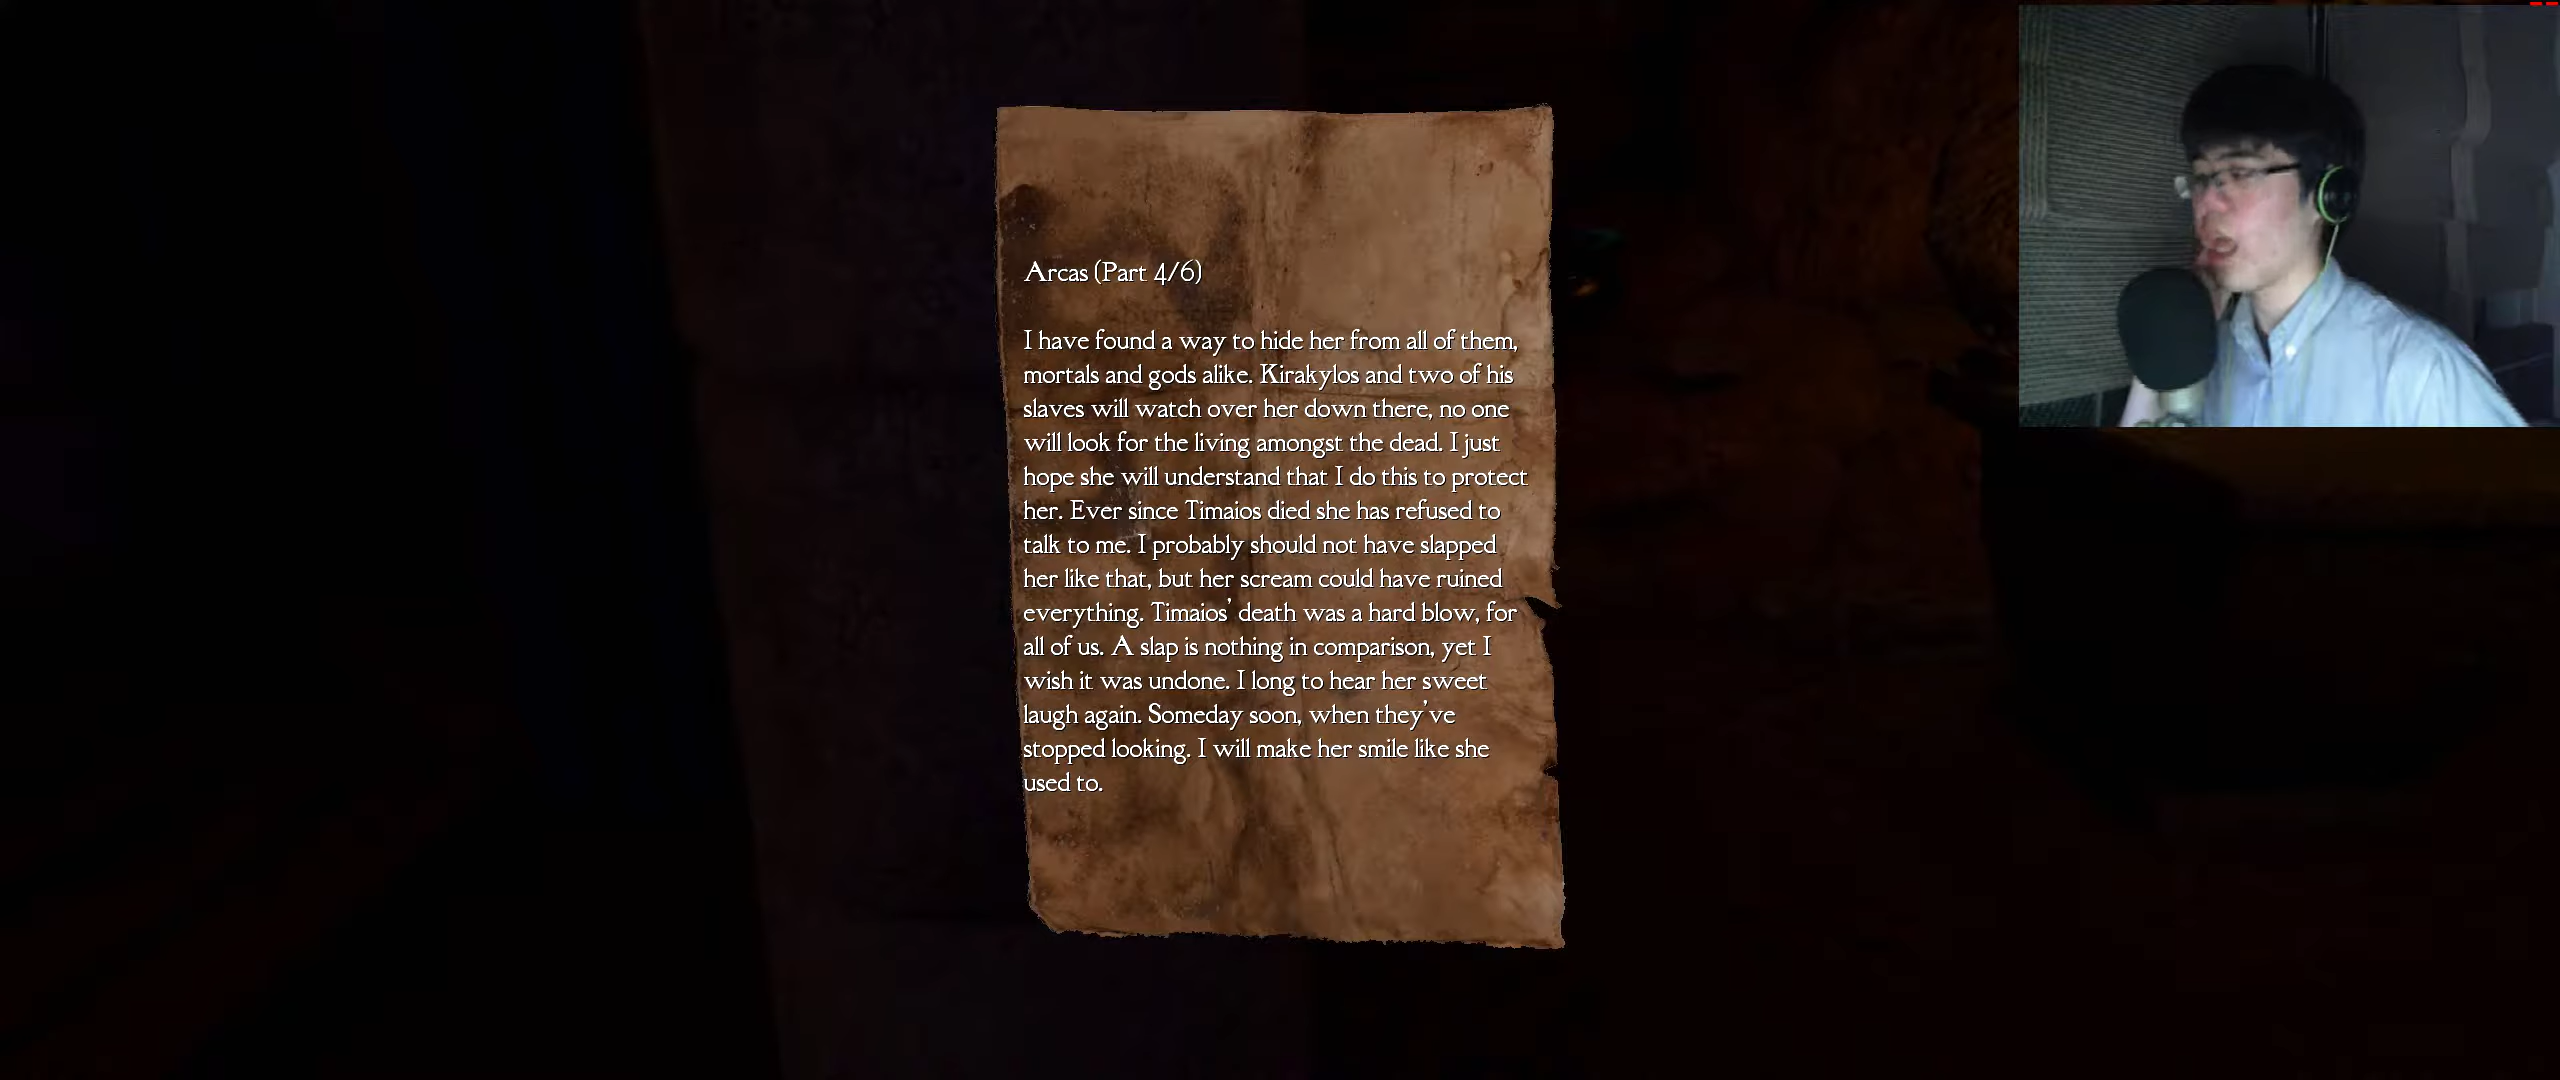 Arcas (Part 4/6)
I have found a way to hide her from all of them,
mortals and gods alike. Kirakylos and two of his
slaves will watch over her down there, no one
will look for the living amongst the dead. I just
hope she will understand that I do this to protect
her. Ever since Timaios died she has refused to
talk to me. I probably should not have slapped
her like that, but her scream could have ruined
everything. Timaios' death was a hard blow, for
all of us. A slap is nothing in comparison, yet I
wish it was undone. I long to hear her sweet
laugh again. Someday soon, when they've
stopped looking. I will make her smile like she
used to.